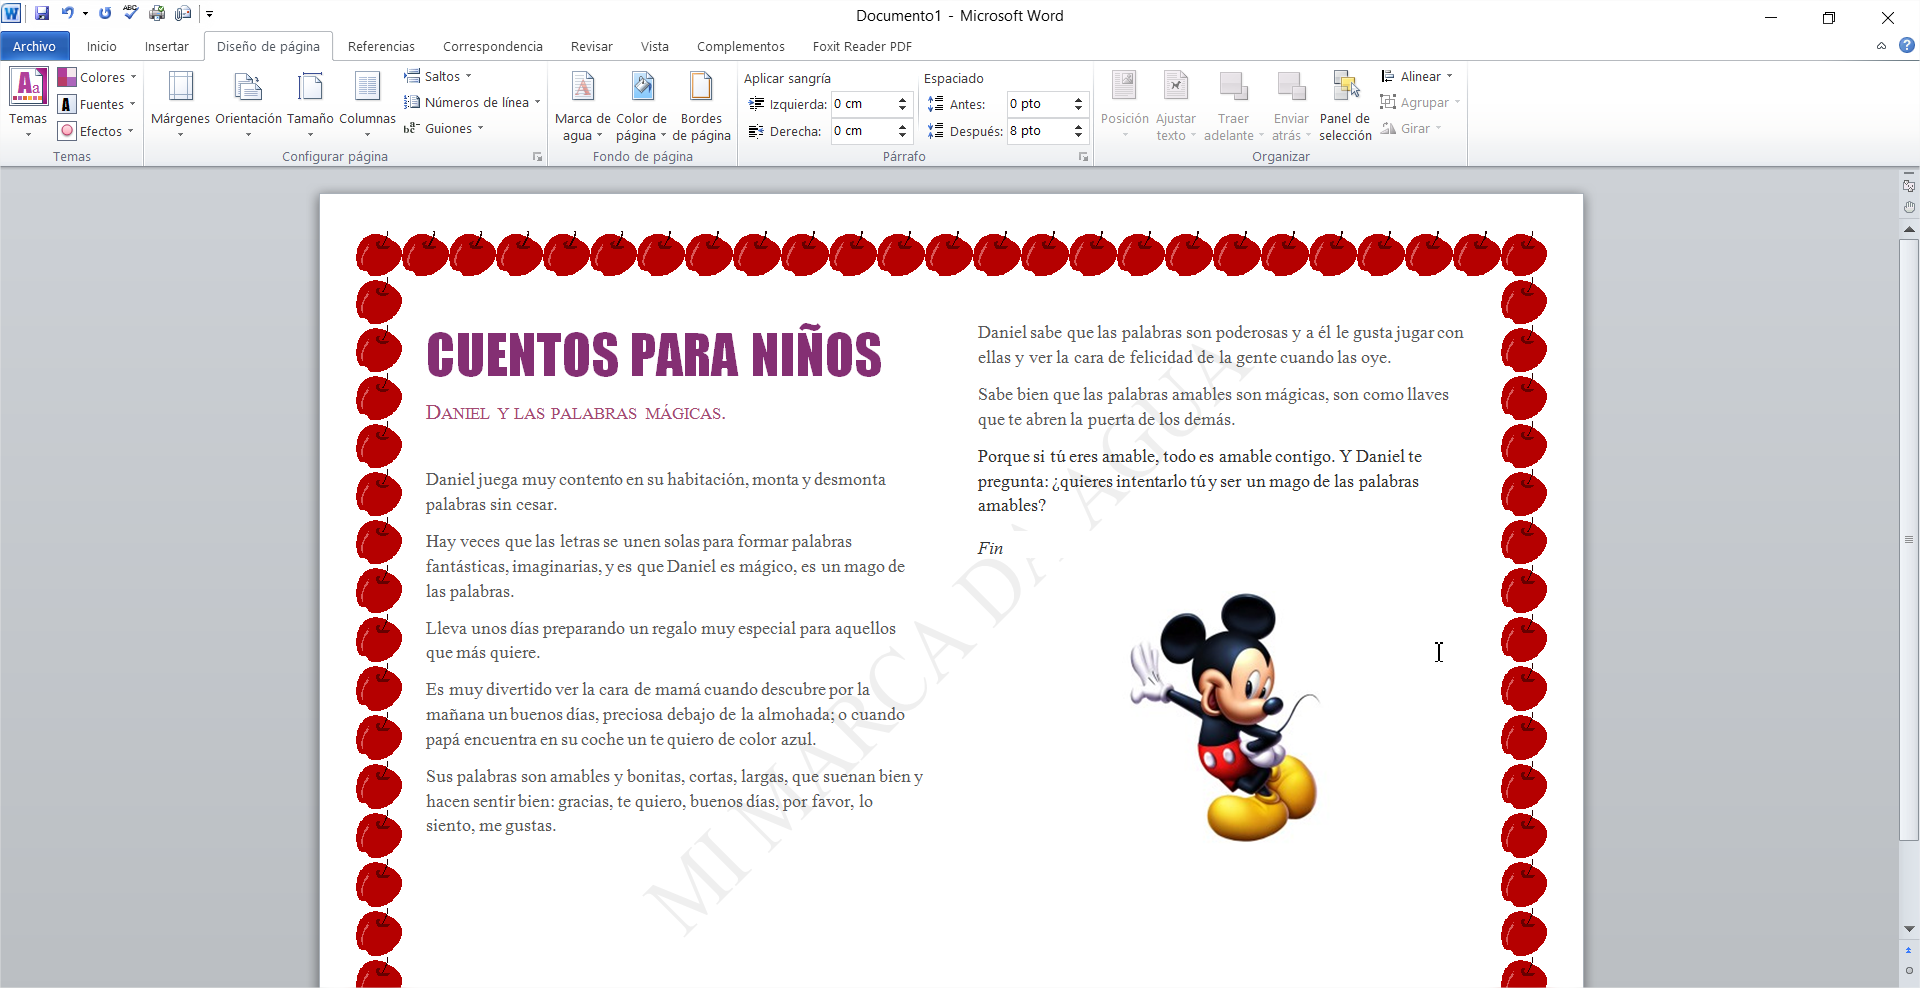 Documento1 - Microsoft Word
Archivo Inicio Insertar Diseño de página Referencias Correspondencia Revisar Vista Complementos Foxit Reader PDF
Temas
Colores
Fuentes
Efectos
Temas
Márgenes Orientación Tamaño Columnas
Saltos
Números de línea
Guiones
Configurar página
Marca de agua
Color de página
Bordes de página
Fondo de página
Aplicar sangría
Izquierda: 0 cm
Derecha: 0 cm
Espaciado
Antes: 0 pto
Después: 8 pto
Párrafo
Posición
Ajustar texto
Traer adelante
Enviar atrás
Panel de selección
Alinear
Agrupar
Girar
Organizar
CUENTOS PARA NIÑOS
DANIEL Y LAS PALABRAS MÁGICAS.
Daniel juega muy contento en su habitación, monta y desmonta
palabras sin cesar.
Hay veces que las letras se unen solas para formar palabras
fantásticas, imaginarias, y es que Daniel es mágico, es un mago de
las palabras.
Lleva unos días preparando un regalo muy especial para aquellos
que más quiere.
Es muy divertido ver la cara de mamá cuando descubre por la
mañana un buenos días, preciosa debajo de la almohada; o cuando
papá encuentra en su coche un te quiero de color azul.
Sus palabras son amables y bonitas, cortas, largas, que suenan bien y
hacen sentir bien: gracias, te quiero, buenos días, por favor, lo
siento, me gustas.
Daniel sabe que las palabras son poderosas y a él le gusta jugar con
ellas y ver la cara de felicidad de la gente cuando las oye.
Sabe bien que las palabras amables son mágicas, son como llaves
que te abren la puerta de los demás.
Porque si tú eres amable, todo es amable contigo. Y Daniel te
pregunta: ¿quieres intentarlo tú y ser un mago de las palabras
amables?
Fin
MI MARCA DÁGUA